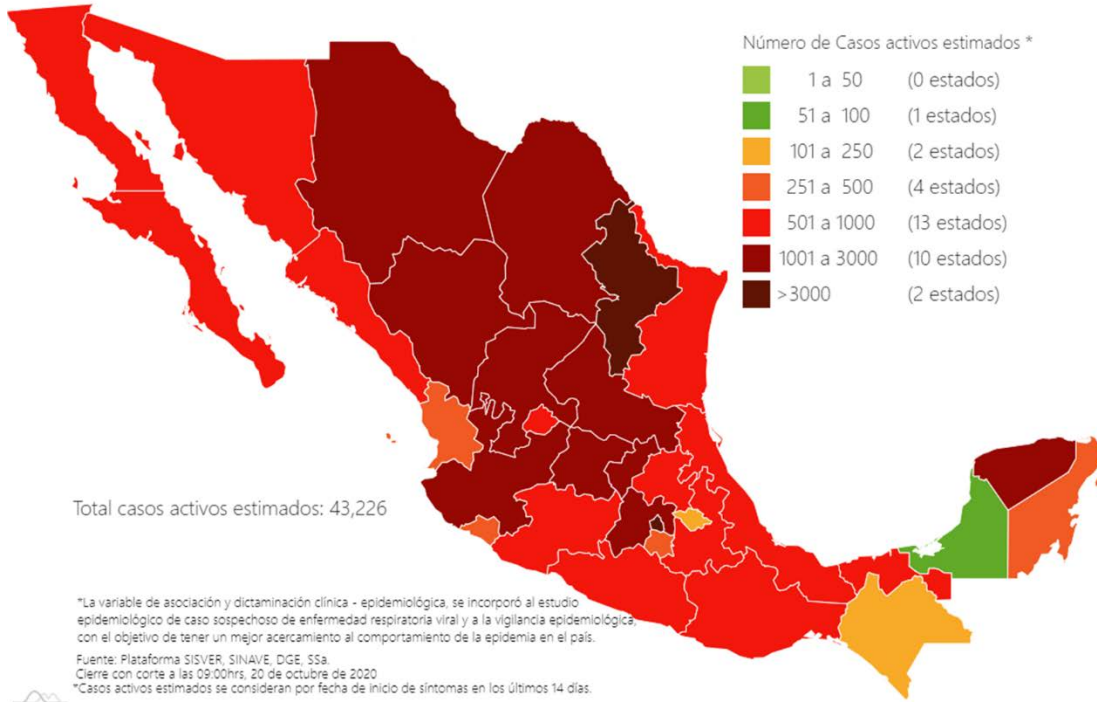 Número de Casos activos estimados *
1 a 50 (0 estados)
51 a 100 (1 estados)
101 a 250 (2 estados)
251 a 500 (4 estados)
501 a 1000 (13 estados)
1001 a 3000 (10 estados)
>3000 (2 estados)
Total casos activos estimados: 43,226
*La variable de asociación y dictaminación clínica - epidemiológica, se incorporó al estudio
epidemiológico de caso sospechoso de enfermedad respiratoria viral y a la vigilancia epidemiológica,
con el objetivo de tener un mejor acercamiento al comportamiento de la epidemia en el país.
Fuente: Plataforma SISVER, SINAVE, DGE, SSa.
Cierre con corte a las 09:00hrs, 20 de octubre de 2020
*Casos activos estimados se consideran por fecha de inicio de síntomas en los últimos 14 días.